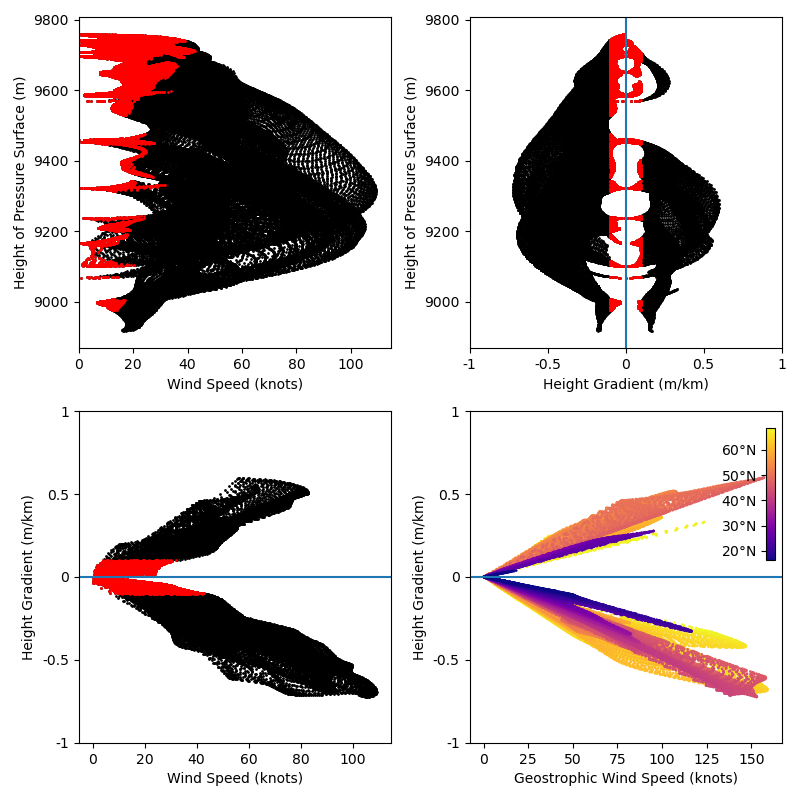 9800
9600
9400
9200
9000
Height of Pressure Surface (m)
0 20 40 60 80 100
Wind Speed (knots)
9800
9600
9400
9200
9000
Height of Pressure Surface (m)
-1 -0.5 0 0.5 1
Height Gradient (m/km)
1
0.5
0
-0.5
-1
Height Gradient (m/km)
0 20 40 60 80 100
Wind Speed (knots)
1
0.5
0
-0.5
-1
Height Gradient (m/km)
60°N
50°N
40°N
30°N
20°N
0 25 50 75 100 125 150
Geostrophic Wind Speed (knots)